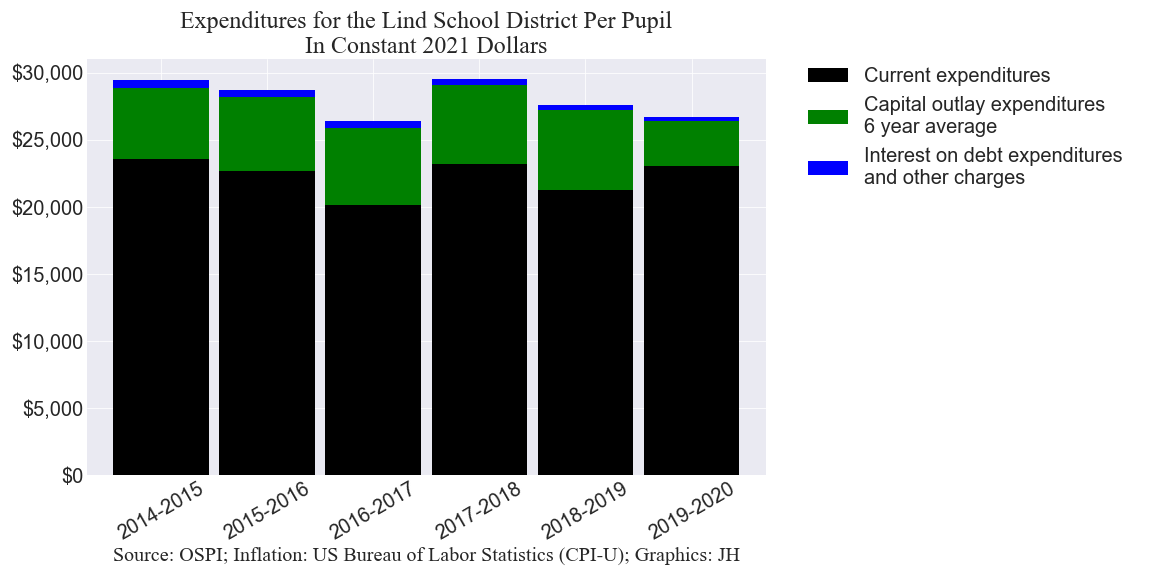 Expenditures for the Lind School District Per Pupil
In Constant 2021 Dollars
$30,000
$25,000
$20,000
$15,000
$10,000
$5,000
$0
2014-2015
2015-2016
2016-2017
2017-2018
2018-2019
2019-2020
Current expenditures
Capital outlay expenditures
6 year average
Interest on debt expenditures
and other charges
Source: OSPI; Inflation: US Bureau of Labor Statistics (CPI-U); Graphics: JH